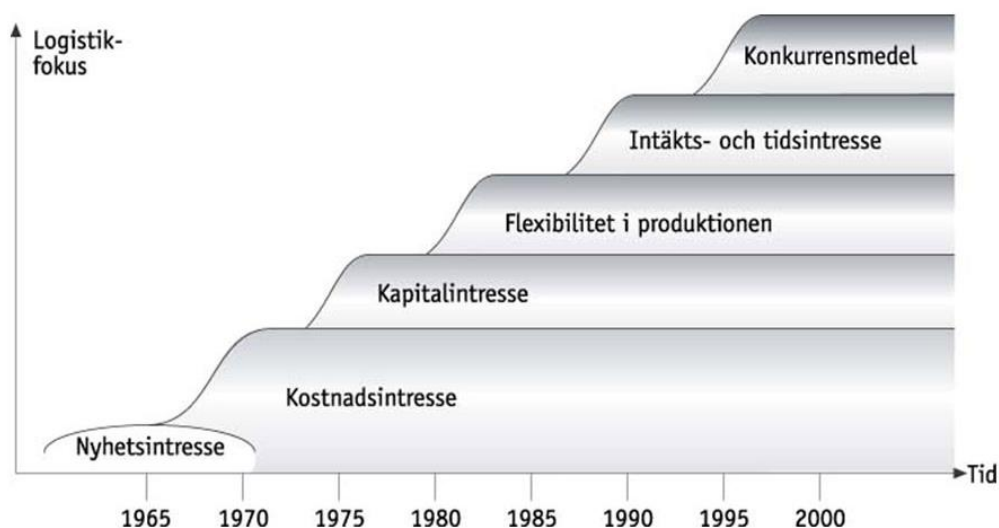 Logistik-
fokus
Konkurrensmedel
Intäkts- och tidsintresse
Flexibilitet i produktionen
Kapitalintresse
Kostnadsintresse
Nyhetsintresse
Tid
1965 1970 1975 1980 1985 1990 1995 2000